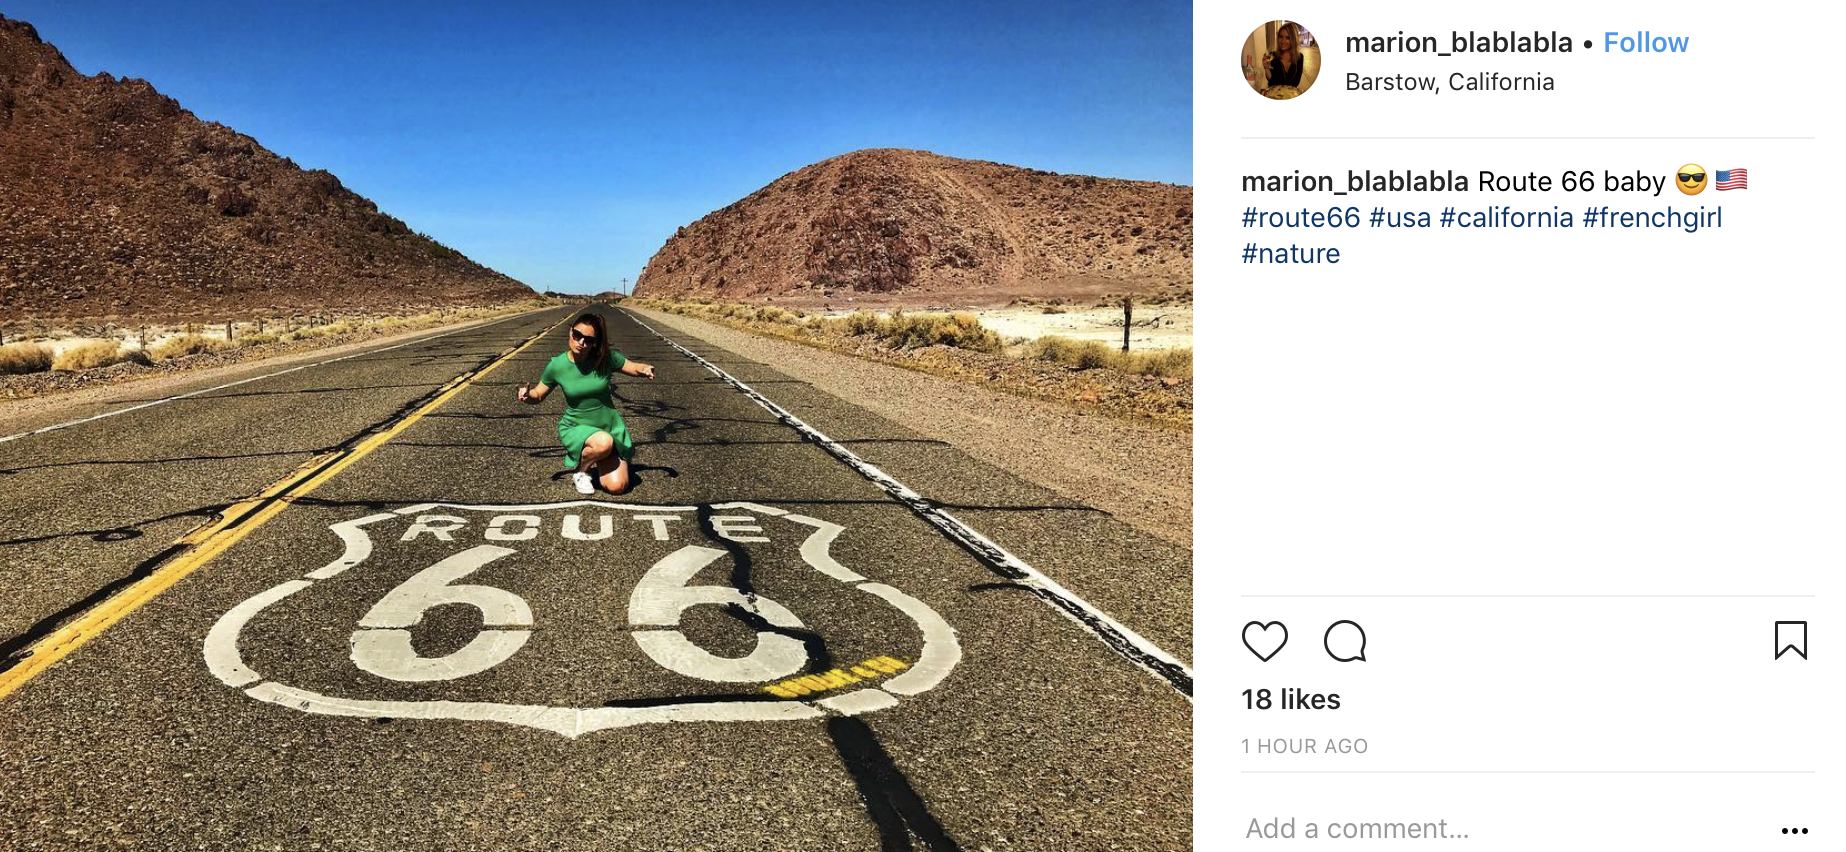 ROUTE
66
marion_blablabla • Follow
Barstow, California
marion_blablabla Route 66 baby 😎 🇺🇸
#route66 #usa #california #frenchgirl
#nature
18 likes
1 HOUR AGO
Add a comment...